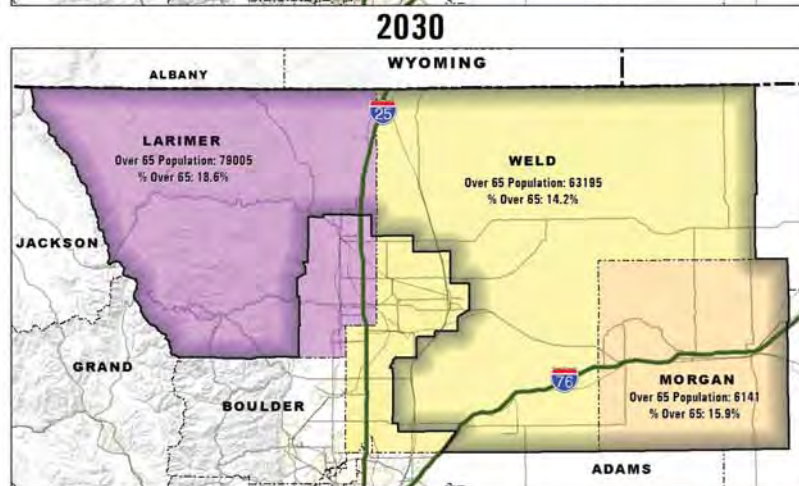 2030
WYOMING
ALBANY
25
LARIMER
Over 65 Population: 79005
% Over 65: 18.6%
WELD
Over 65 Population: 63195
% Over 65: 14.2%
JACKSON
GRAND
BOULDER
76
MORGAN
Over 65 Population: 6141
% Over 65: 15.9%
ADAMS